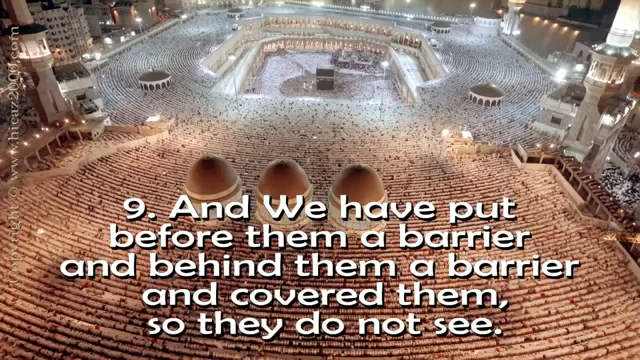 9. And We have put
before them a barrier
and behind them a barrier
and covered them,
so they do not see.